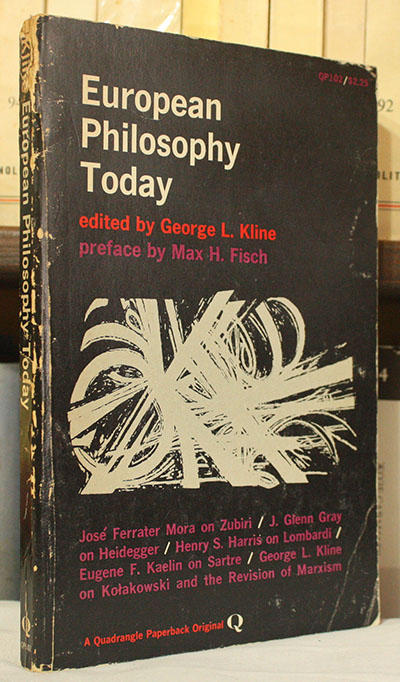 QP102/$2.25
European
Philosophy
Today
edited by George L. Kline
preface by Max H. Fisch
José Ferrater Mora on Zubiri / J. Glenn Gray
on Heidegger / Henry S. Harris on Lombardi /
Eugene F. Kaelin on Sartre / George L. Kline
on Kołakowski and the Revision of Marxism
A Quadrangle Paperback Original Q
Kline European Philosophy Today
Q
92
4